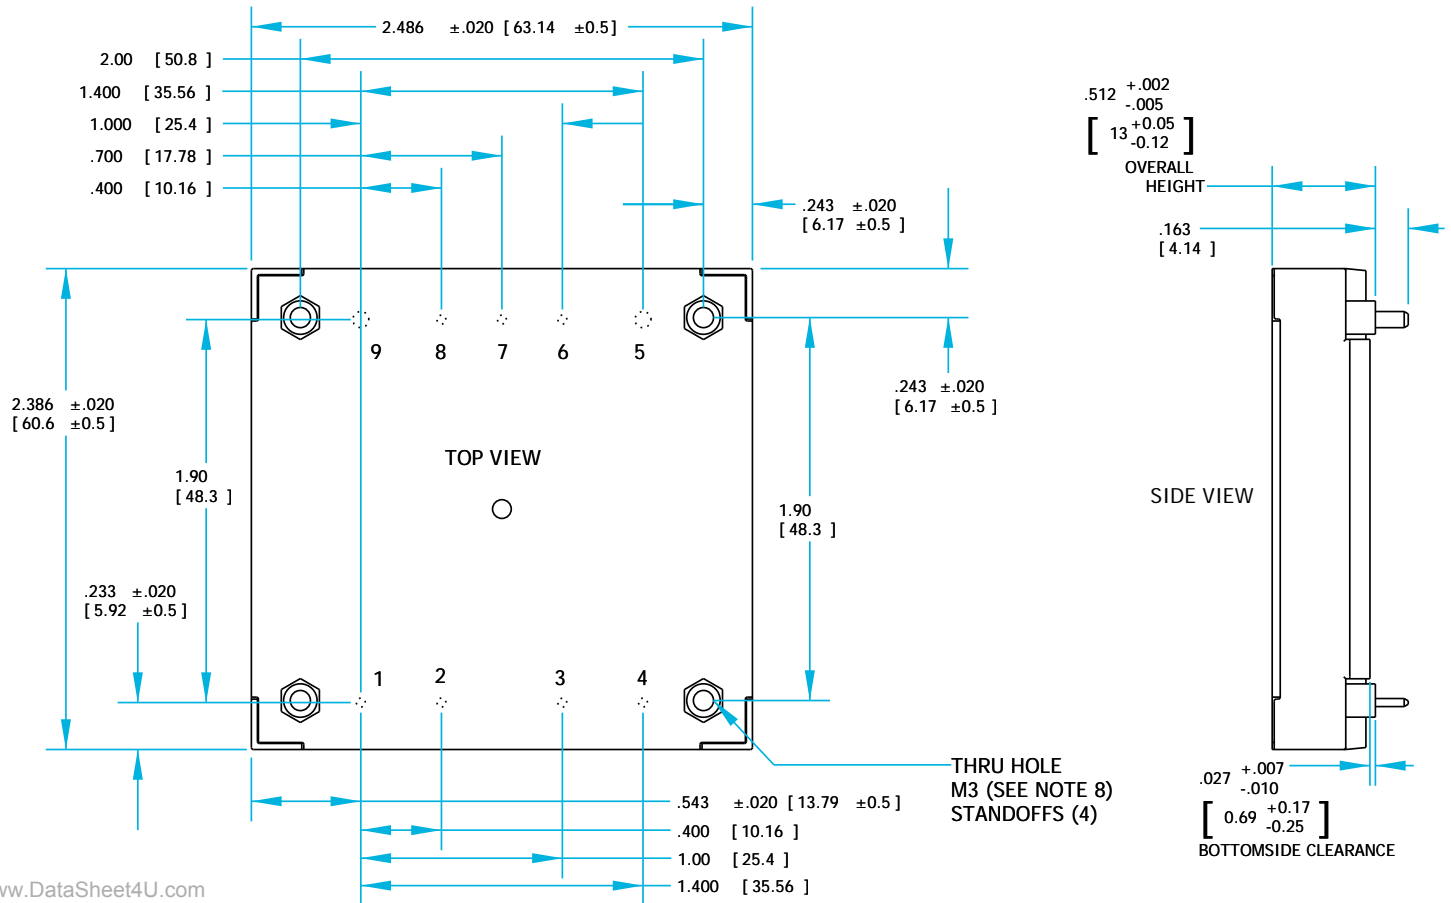 2.486 ±.020 [ 63.14 ±0.5 ]
2.00 [ 50.8 ]
1.400 [ 35.56 ]
1.000 [ 25.4 ]
.700 [ 17.78 ]
.400 [ 10.16 ]
.243 ±.020
[ 6.17 ±0.5 ]
.512 +.002
-.005
[ 13 +0.05 ]
-0.12
OVERALL
HEIGHT
.163
[ 4.14 ]
9 8 7 6 5
.243 ±.020
[ 6.17 ±0.5 ]
2.386 ±.020
[ 60.6 ±0.5 ]
TOP VIEW
1.90
[ 48.3 ]
1.90
[ 48.3 ]
SIDE VIEW
.233 ±.020
[ 5.92 ±0.5 ]
1 2 3 4
THRU HOLE
M3 (SEE NOTE 8)
STANDOFFS (4)
.027 +.007
-.010
[ 0.69 +0.17 ]
-0.25
BOTTOMSIDE CLEARANCE
.543 ±.020 [ 13.79 ±0.5 ]
.400 [ 10.16 ]
1.00 [ 25.4 ]
1.400 [ 35.56 ]
ww.DataSheet4U.com